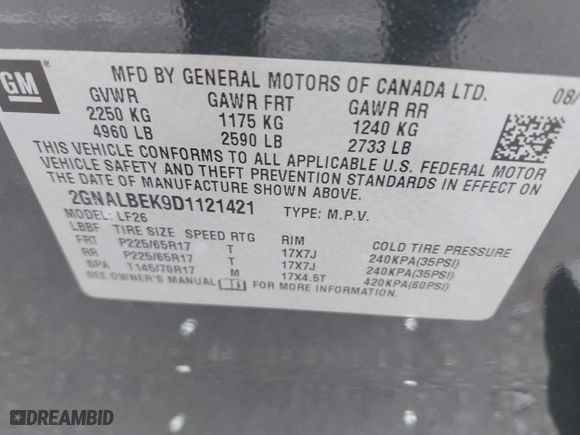 GM
MFD BY GENERAL MOTORS OF CANADA LTD. 08/
GVWR GAWR FRT GAWR RR
2250 KG 1175 KG 1240 KG
4960 LB 2590 LB 2733 LB
THIS VEHICLE CONFORMS TO ALL APPLICABLE U.S. FEDERAL MOTOR
VEHICLE SAFETY AND THEFT PREVENTION STANDARDS IN EFFECT ON
THE DATE OF MANUFACTURE SHOWN ABOVE.
2GNALBEK9D1121421 TYPE: M.P.V.
MODEL: LF26
LBBF TIRE SIZE SPEED RTG RIM COLD TIRE PRESSURE
FRT P225/65R17 T 17X7J 240KPA(35PSI)
RR P225/65R17 T 17X7J 240KPA(35PSI)
SPA T145/70R17 M 17X4.5T 420KPA(60PSI)
SEE OWNER'S MANUAL FOR MORE INFORMATION.
DREAMBID